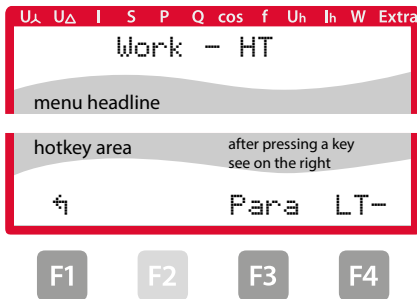 U⅄ U△ I S P Q cos f Uh Ih W Extra
Work - HT
menu headline
hotkey area
after pressing a key
see on the right
↰ Para LT-
F1 F2 F3 F4